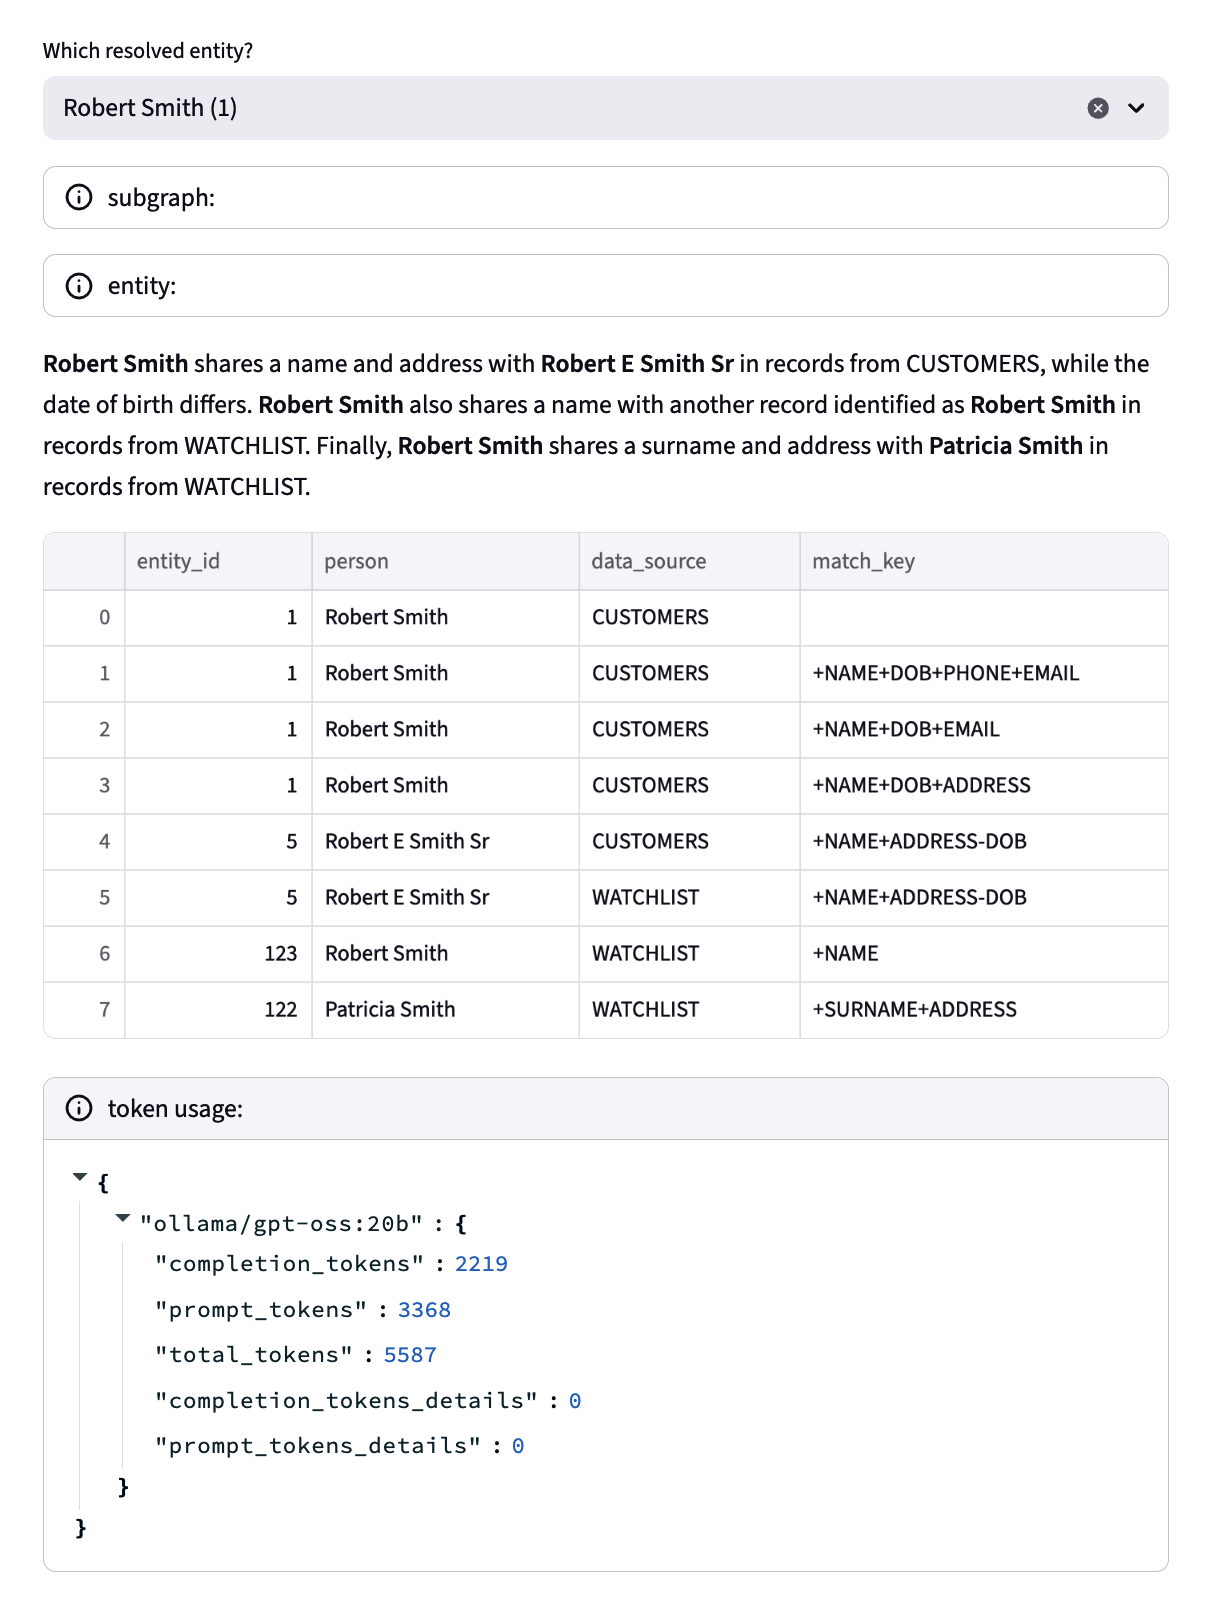 Which resolved entity?
Robert Smith (1)
subgraph:
entity:
Robert Smith shares a name and address with Robert E Smith Sr in records from CUSTOMERS, while the
date of birth differs. Robert Smith also shares a name with another record identified as Robert Smith in
records from WATCHLIST. Finally, Robert Smith shares a surname and address with Patricia Smith in
records from WATCHLIST.
entity_id person data_source match_key
0 1 Robert Smith CUSTOMERS
1 1 Robert Smith CUSTOMERS +NAME+DOB+PHONE+EMAIL
2 1 Robert Smith CUSTOMERS +NAME+DOB+EMAIL
3 1 Robert Smith CUSTOMERS +NAME+DOB+ADDRESS
4 5 Robert E Smith Sr CUSTOMERS +NAME+ADDRESS-DOB
5 5 Robert E Smith Sr WATCHLIST +NAME+ADDRESS-DOB
6 123 Robert Smith WATCHLIST +NAME
7 122 Patricia Smith WATCHLIST +SURNAME+ADDRESS
token usage:
{
"ollama/gpt-oss:20b" : {
"completion_tokens" : 2219
"prompt_tokens" : 3368
"total_tokens" : 5587
"completion_tokens_details" : 0
"prompt_tokens_details" : 0
}
}